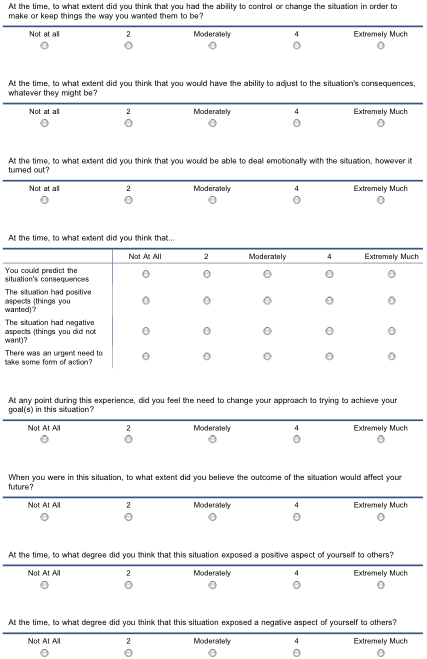 At the time, to what extent did you think that you had the ability to control or change the situation in order to
make or keep things the way you wanted them to be?
Not at all 2 Moderately 4 Extremely Much
At the time, to what extent did you think that you would have the ability to adjust to the situation's consequences,
whatever they might be?
Not at all 2 Moderately 4 Extremely Much
At the time, to what extent did you think that you would be able to deal emotionally with the situation, however it
turned out?
Not at all 2 Moderately 4 Extremely Much
At the time, to what extent did you think that...
Not At All 2 Moderately 4 Extremely Much
You could predict the
situation's consequences
The situation had positive
aspects (things you
wanted)?
The situation had negative
aspects (things you did not
want)?
There was an urgent need to
take some form of action?
At any point during this experience, did you feel the need to change your approach to trying to achieve your
goal(s) in this situation?
Not At All 2 Moderately 4 Extremely Much
When you were in this situation, to what extent did you believe the outcome of the situation would affect your
future?
Not At All 2 Moderately 4 Extremely Much
At the time, to what degree did you think that this situation exposed a positive aspect of yourself to others?
Not At All 2 Moderately 4 Extremely Much
At the time, to what degree did you think that this situation exposed a negative aspect of yourself to others?
Not At All 2 Moderately 4 Extremely Much